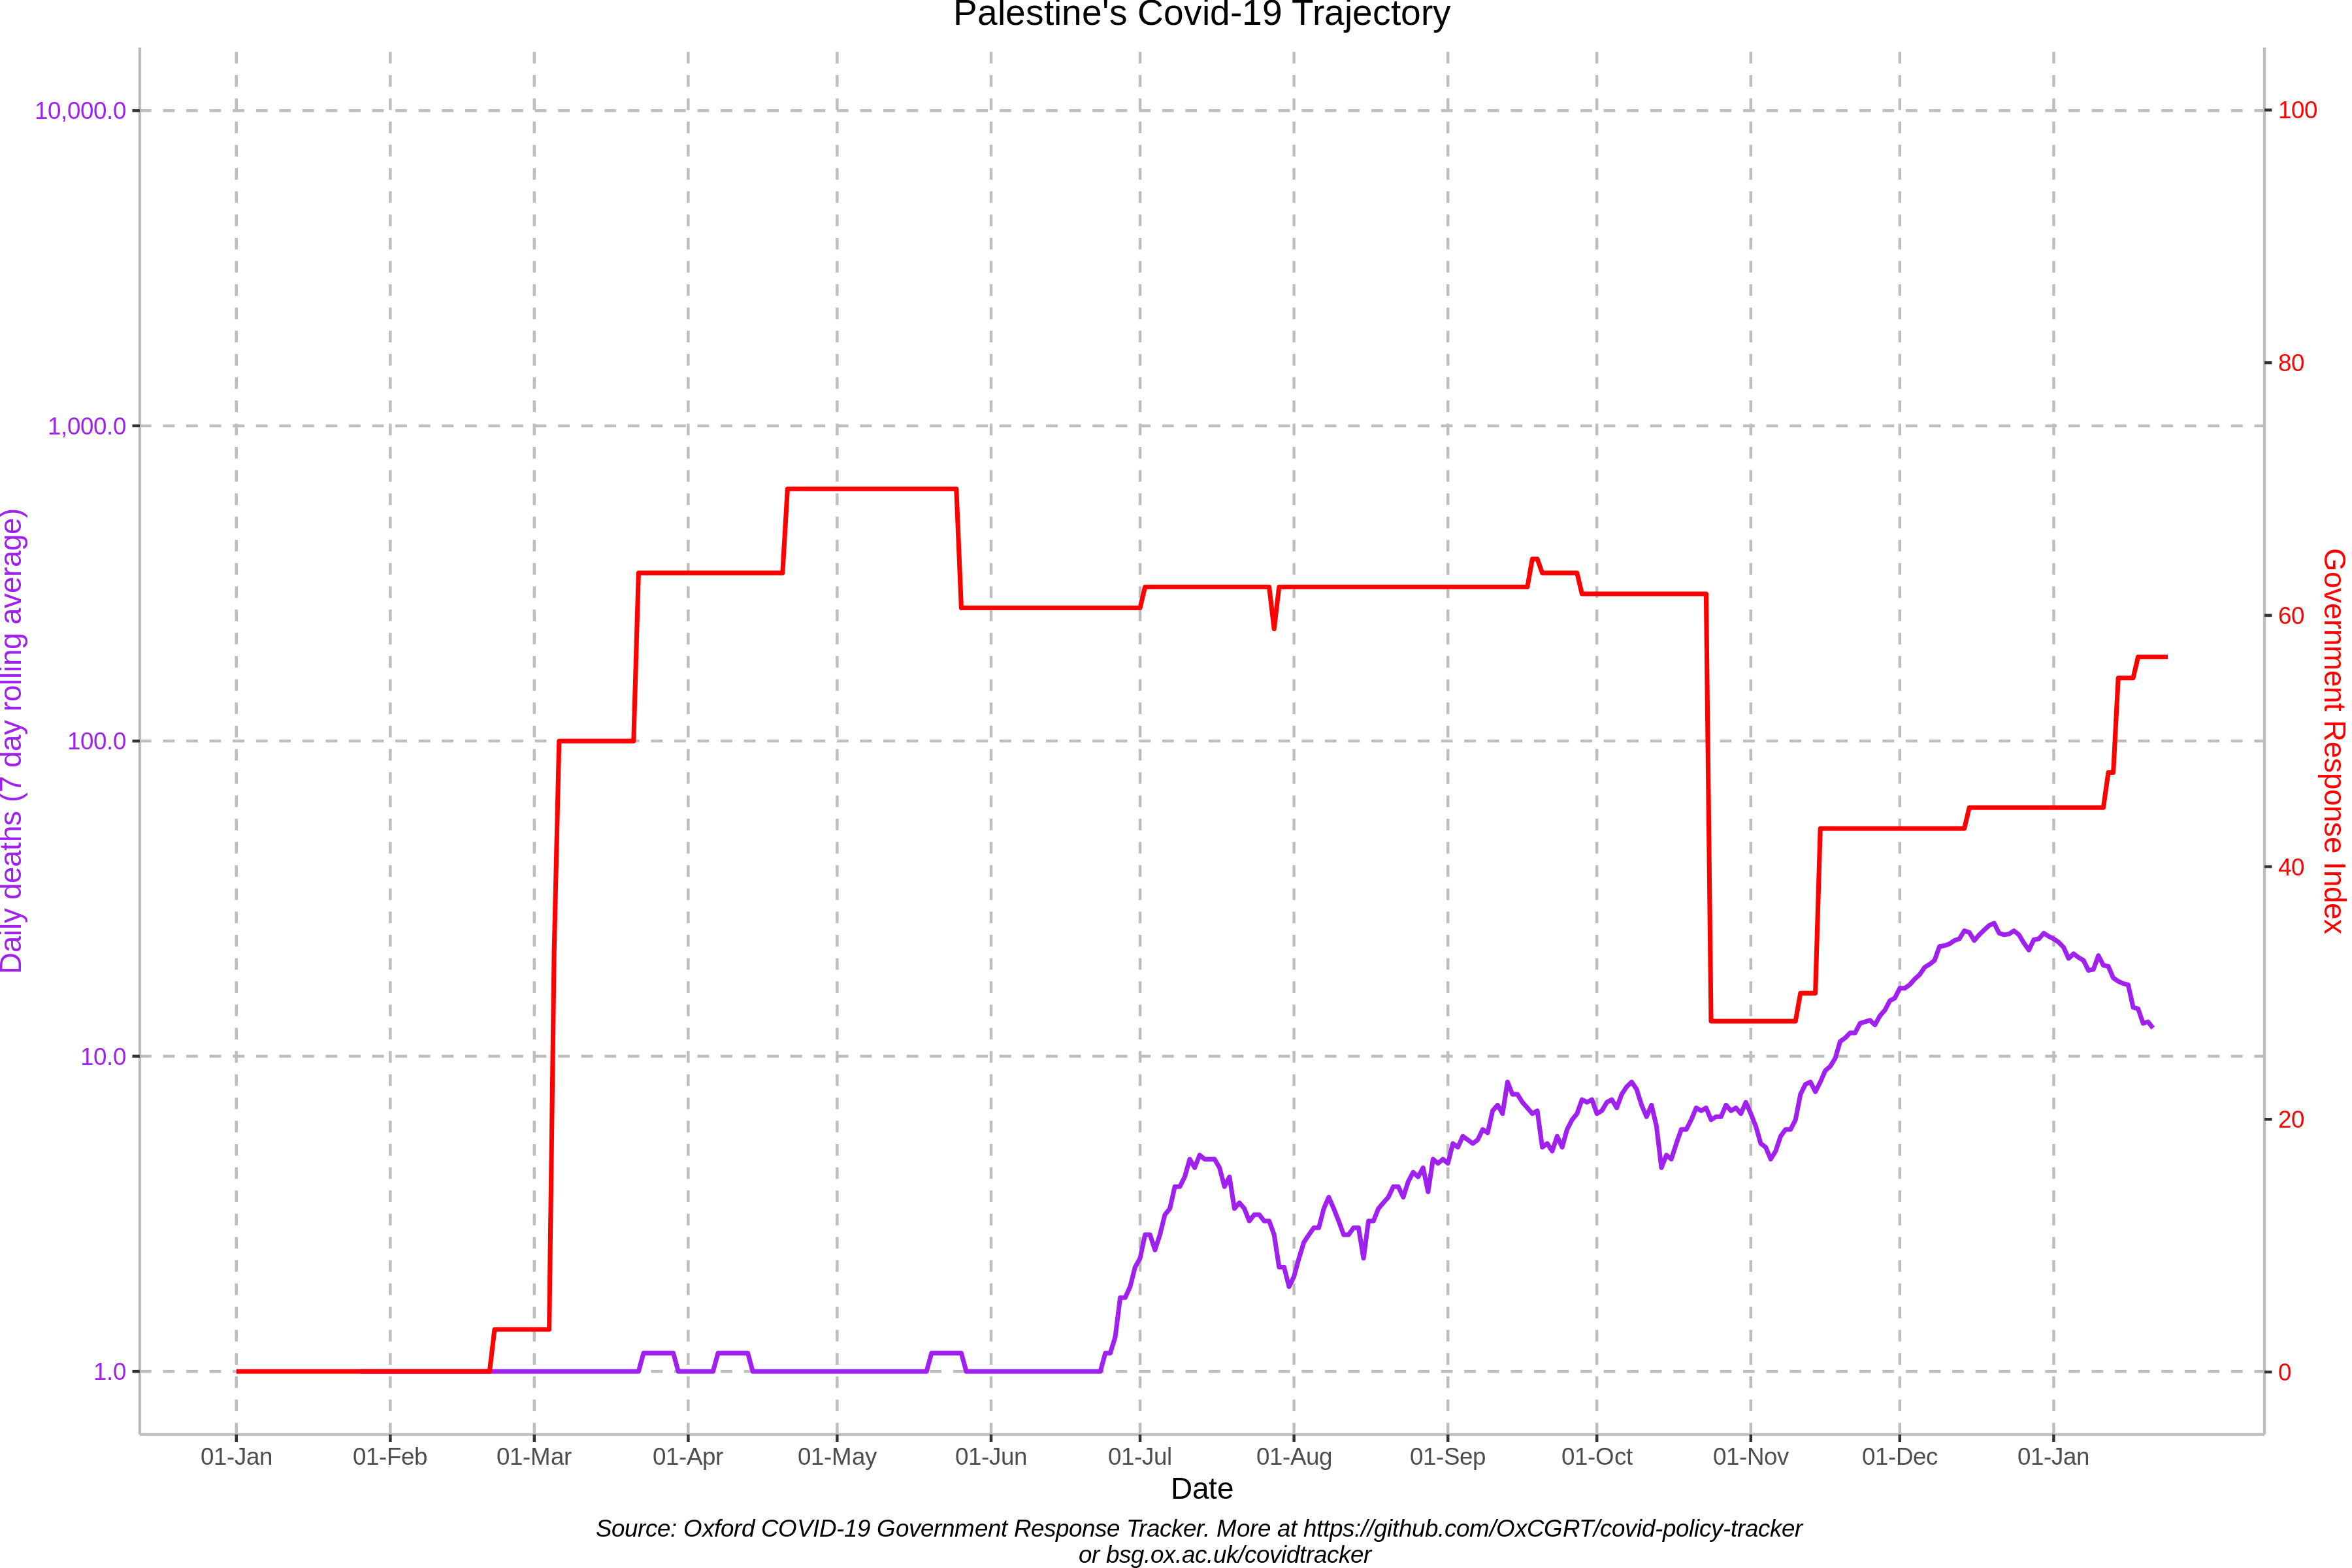 Palestine's Covid-19 Trajectory
Daily deaths (7 day rolling average)
10,000.0
1,000.0
100.0
10.0
1.0
Government Response Index
100
80
60
40
20
0
01-Jan 01-Feb 01-Mar 01-Apr 01-May 01-Jun 01-Jul 01-Aug 01-Sep 01-Oct 01-Nov 01-Dec 01-Jan
Date
Source: Oxford COVID-19 Government Response Tracker. More at https://github.com/OxCGRT/covid-policy-tracker
or bsg.ox.ac.uk/covidtracker